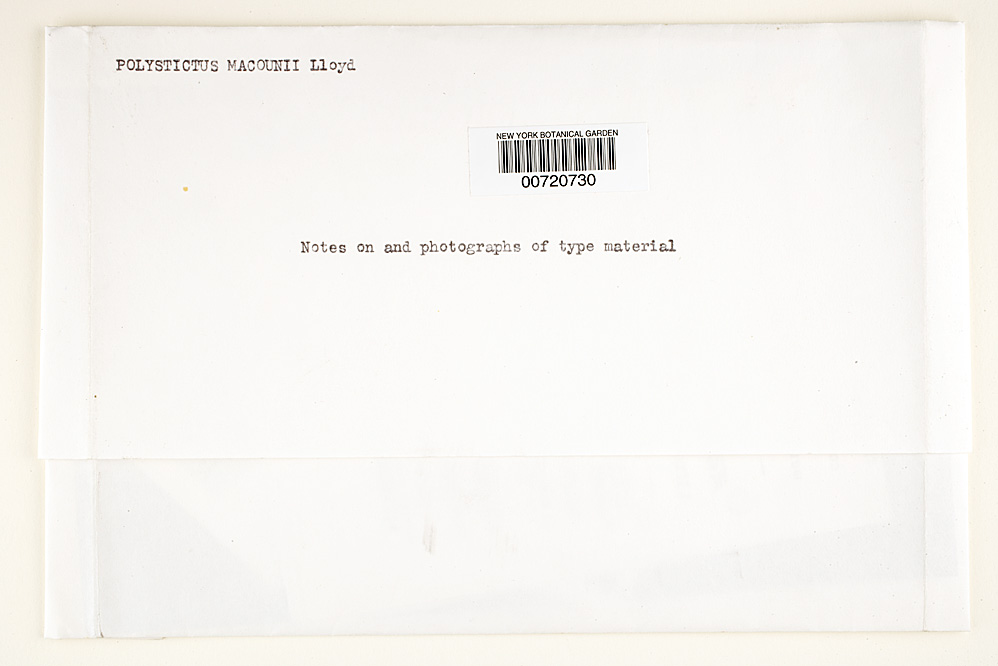 POLYSTICTUS MACOUNII Lloyd
NEW YORK BOTANICAL GARDEN
00720730
Notes on and photographs of type material